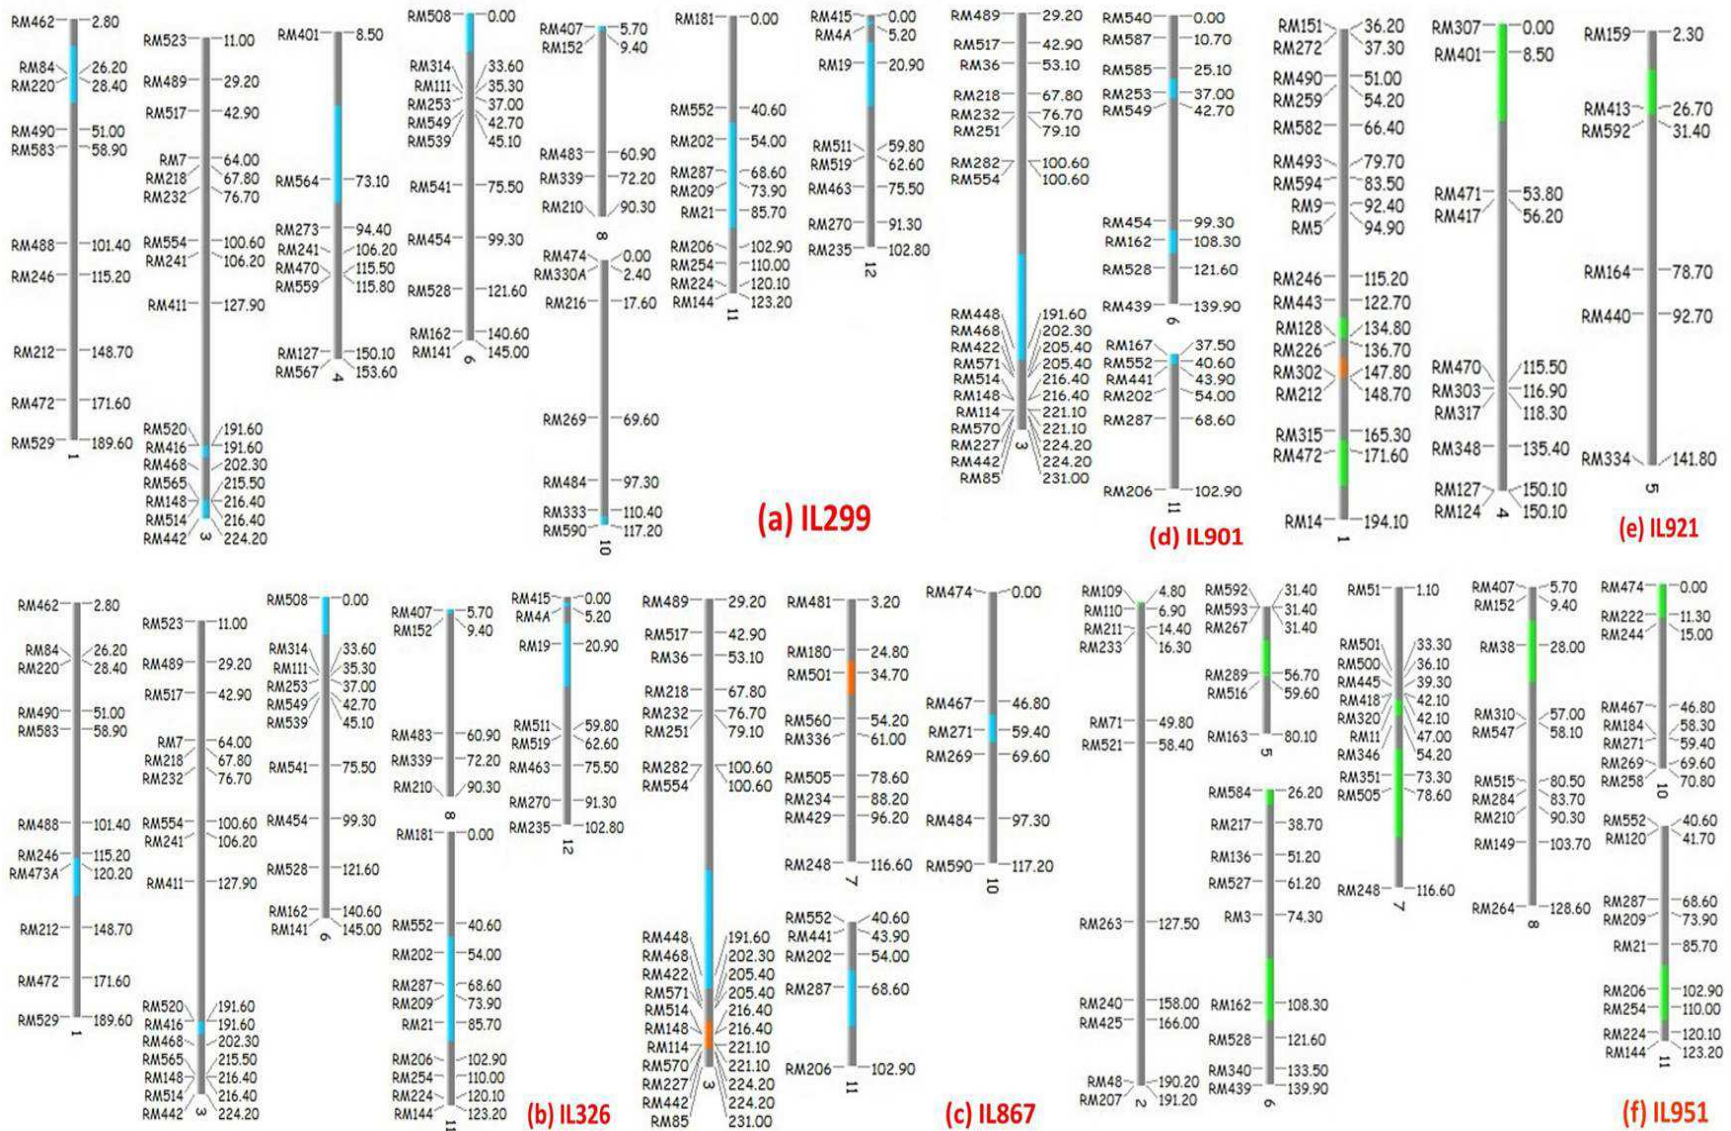 RM462 2.80
RM84 26.20
RM220 28.40
RM490 51.00
RM583 58.90
RM488 101.40
RM246 115.20
RM212 148.70
RM472 171.60
RM529 189.60
1
RM523 11.00
RM489 29.20
RM517 42.90
RM7 64.00
RM218 67.80
RM232 76.70
RM554 100.60
RM241 106.20
RM411 127.90
RM520 191.60
RM416 191.60
RM468 202.30
RM565 215.50
RM148 216.40
RM514 216.40
RM442 224.20
3
RM401 8.50
RM564 73.10
RM273 94.40
RM241 106.20
RM470 115.50
RM559 115.80
RM127 150.10
RM567 153.60
4
RM508 0.00
RM314 33.60
RM111 35.30
RM253 37.00
RM549 42.70
RM539 45.10
RM541 75.50
RM454 99.30
RM528 121.60
RM162 140.60
RM141 145.00
6
RM407 5.70
RM152 9.40
RM483 60.90
RM339 72.20
RM210 90.30
8
RM474 0.00
RM330A 2.40
RM216 17.60
RM269 69.60
RM484 97.30
RM333 110.40
RM590 117.20
10
RM181 0.00
RM552 40.60
RM202 54.00
RM287 68.60
RM209 73.90
RM21 85.70
RM206 102.90
RM254 110.00
RM224 120.10
RM144 123.20
11
RM415 0.00
RM4A 5.20
RM19 20.90
RM511 59.80
RM519 62.60
RM463 75.50
RM270 91.30
RM235 102.80
12
(a) IL299
RM489 29.20
RM517 42.90
RM36 53.10
RM218 67.80
RM232 76.70
RM251 79.10
RM282 100.60
RM554 100.60
RM448 191.60
RM468 202.30
RM422 205.40
RM571 205.40
RM514 216.40
RM148 216.40
RM114 221.10
RM570 221.10
RM227 224.20
RM442 224.20
RM85 231.00
3
RM540 0.00
RM587 10.70
RM585 25.10
RM253 37.00
RM549 42.70
RM454 99.30
RM162 108.30
RM528 121.60
RM439 139.90
6
RM167 37.50
RM552 40.60
RM441 43.90
RM202 54.00
RM287 68.60
RM206 102.90
11
(d) IL901
RM151 36.20
RM272 37.30
RM490 51.00
RM259 54.20
RM582 66.40
RM493 79.70
RM594 83.50
RM9 92.40
RM5 94.90
RM246 115.20
RM443 122.70
RM128 134.80
RM226 136.70
RM302 147.80
RM212 148.70
RM315 165.30
RM472 171.60
RM14 194.10
1
RM307 0.00
RM401 8.50
RM471 53.80
RM417 56.20
RM470 115.50
RM303 116.90
RM317 118.30
RM348 135.40
RM127 150.10
RM124 150.10
4
RM159 2.30
RM413 26.70
RM592 31.40
RM164 78.70
RM440 92.70
RM334 141.80
5
(e) IL921
RM462 2.80
RM84 26.20
RM220 28.40
RM490 51.00
RM583 58.90
RM488 101.40
RM246 115.20
RM473A 120.20
RM212 148.70
RM472 171.60
RM529 189.60
1
RM523 11.00
RM489 29.20
RM517 42.90
RM7 64.00
RM218 67.80
RM232 76.70
RM554 100.60
RM241 106.20
RM411 127.90
RM520 191.60
RM416 191.60
RM468 202.30
RM565 215.50
RM148 216.40
RM514 216.40
RM442 224.20
3
RM508 0.00
RM314 33.60
RM111 35.30
RM253 37.00
RM549 42.70
RM539 45.10
RM541 75.50
RM454 99.30
RM528 121.60
RM162 140.60
RM141 145.00
6
RM407 5.70
RM152 9.40
RM483 60.90
RM339 72.20
RM210 90.30
8
RM181 0.00
RM552 40.60
RM202 54.00
RM287 68.60
RM209 73.90
RM21 85.70
RM206 102.90
RM254 110.00
RM224 120.10
RM144 123.20
11
RM415 0.00
RM4A 5.20
RM19 20.90
RM511 59.80
RM519 62.60
RM463 75.50
RM270 91.30
RM235 102.80
12
(b) IL326
RM489 29.20
RM517 42.90
RM36 53.10
RM218 67.80
RM232 76.70
RM251 79.10
RM282 100.60
RM554 100.60
RM448 191.60
RM468 202.30
RM422 205.40
RM571 205.40
RM514 216.40
RM148 216.40
RM114 221.10
RM570 221.10
RM227 224.20
RM442 224.20
RM85 231.00
3
RM481 3.20
RM180 24.80
RM501 34.70
RM560 54.20
RM336 61.00
RM505 78.60
RM234 88.20
RM429 96.20
RM248 116.60
7
RM552 40.60
RM441 43.90
RM202 54.00
RM287 68.60
RM206 102.90
11
RM474 0.00
RM467 46.80
RM271 59.40
RM269 69.60
RM484 97.30
RM590 117.20
10
(c) IL867
RM109 4.80
RM110 6.90
RM211 14.40
RM233 16.30
RM71 49.80
RM521 58.40
RM263 127.50
RM240 158.00
RM425 166.00
RM48 190.20
RM207 191.20
2
RM592 31.40
RM593 31.40
RM267 31.40
RM289 56.70
RM516 59.60
RM163 80.10
5
RM584 26.20
RM217 38.70
RM136 51.20
RM527 61.20
RM3 74.30
RM162 108.30
RM528 121.60
RM340 133.50
RM439 139.90
6
RM51 1.10
RM501 33.30
RM500 36.10
RM445 39.30
RM418 42.10
RM320 42.10
RM11 47.00
RM346 54.20
RM351 73.30
RM505 78.60
RM248 116.60
7
RM407 5.70
RM152 9.40
RM38 28.00
RM310 57.00
RM547 58.10
RM515 80.50
RM284 83.70
RM210 90.30
RM149 103.70
RM264 128.60
8
RM474 0.00
RM222 11.30
RM244 15.00
RM467 46.80
RM184 58.30
RM271 59.40
RM269 69.60
RM258 70.80
10
RM552 40.60
RM120 41.70
RM287 68.60
RM209 73.90
RM21 85.70
RM206 102.90
RM254 110.00
RM224 120.10
RM144 123.20
11
(f) IL951